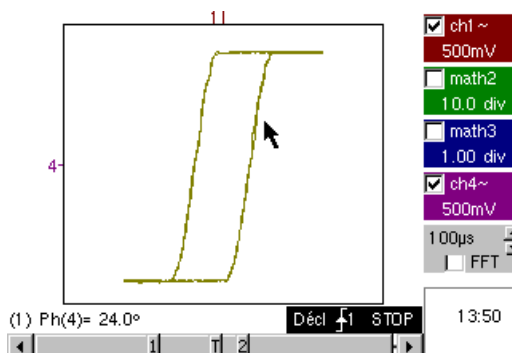 1
ch1~
500mV
math2
10.0 div
4
math3
1.00 div
ch4~
500mV
100µs
FFT
(1) Ph(4)= 24.0º
Décl 1 STOP
13:50
1 T 2